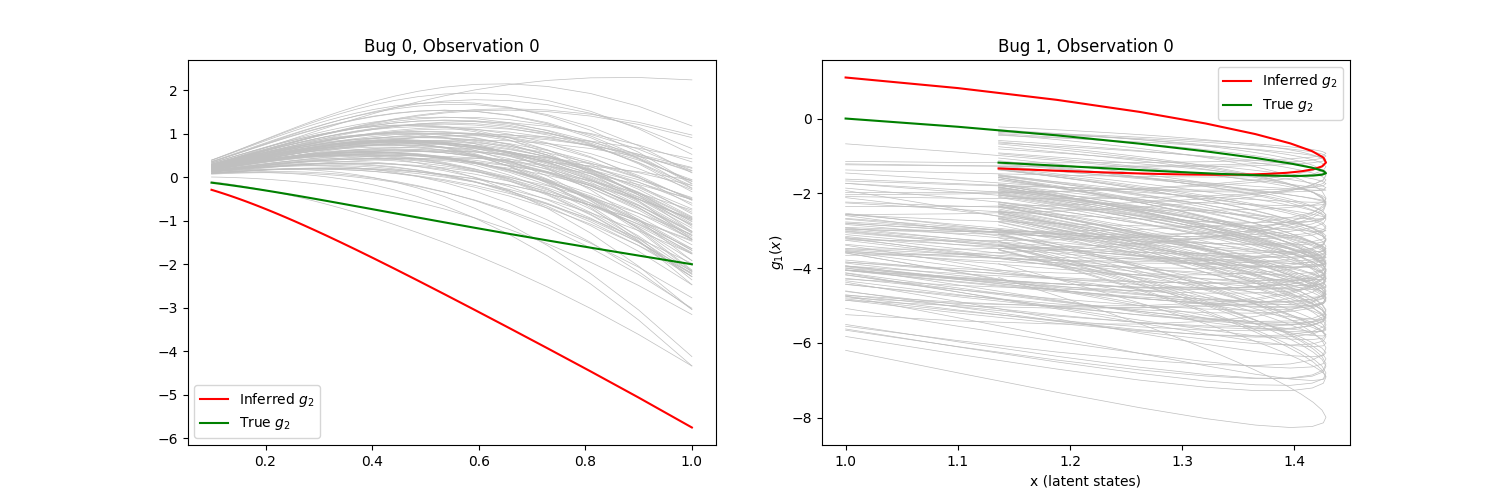 Bug 0, Observation 0
2
1
0
−1
−2
−3
−4
−5
−6
0.2 0.4 0.6 0.8 1.0
Inferred g₂
True g₂
Bug 1, Observation 0
g₁(x)
0
−2
−4
−6
−8
1.0 1.1 1.2 1.3 1.4
x (latent states)
Inferred g₂
True g₂